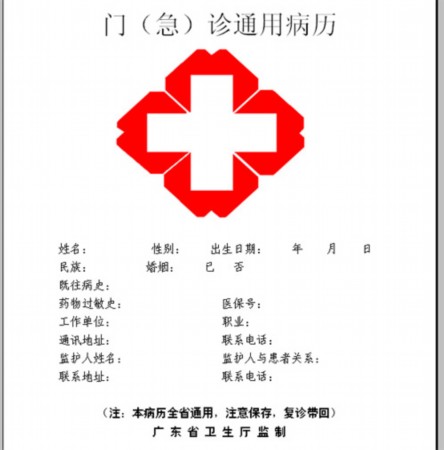 门（急）诊通用病历
姓名： 性别： 出生日期： 年 月 日
民族： 婚姻： 已 否
既往病史：
药物过敏史： 医保号：
工作单位： 职业：
通讯地址： 联系电话：
监护人姓名： 监护人与患者关系：
联系地址： 联系电话：
（注：本病历全省通用，注意保存，复诊带回）
广东省卫生厅监制